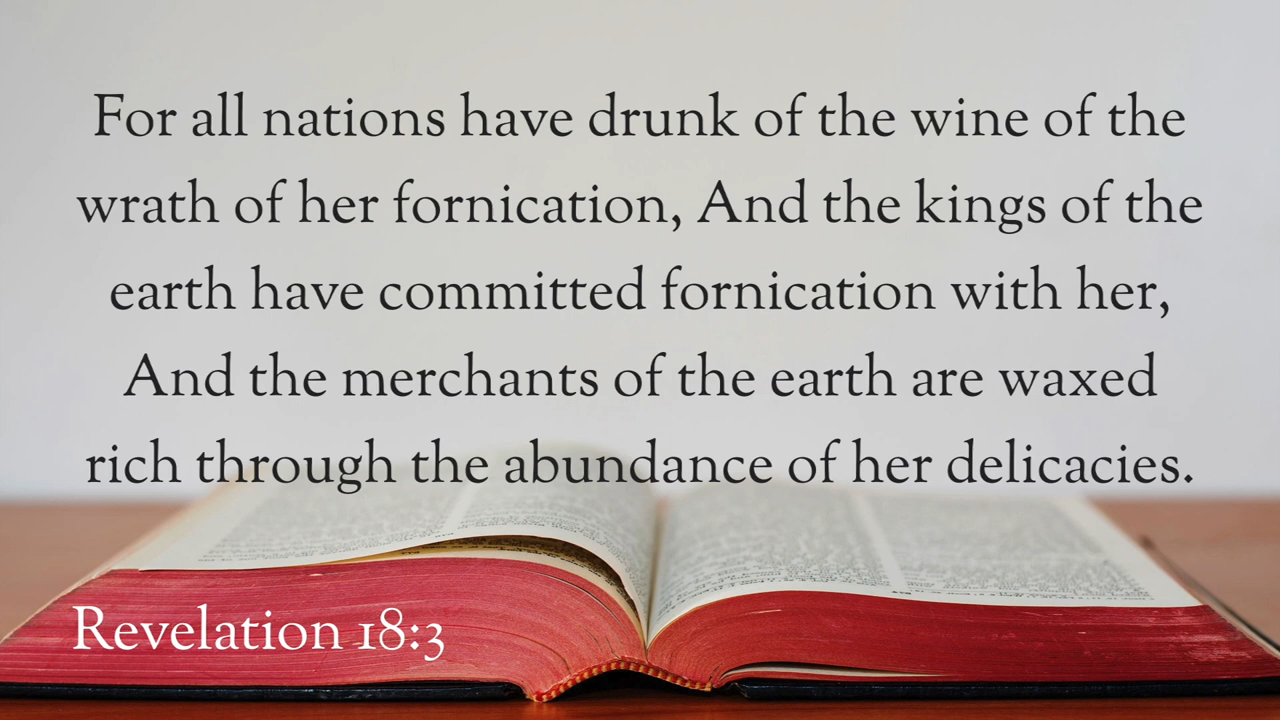 For all nations have drunk of the wine of the
wrath of her fornication, And the kings of the
earth have committed fornication with her,
And the merchants of the earth are waxed
rich through the abundance of her delicacies.
Revelation 18:3